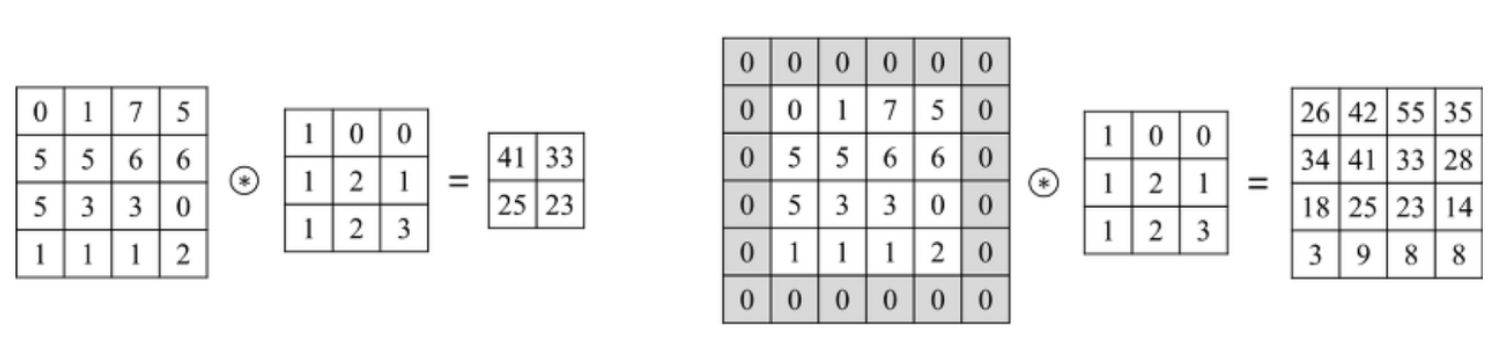 0 1 7 5
5 5 6 6
5 3 3 0
1 1 1 2
⊛
1 0 0
1 2 1
1 2 3
=
41 33
25 23
0 0 0 0 0 0
0 0 1 7 5 0
0 5 5 6 6 0
0 5 3 3 0 0
0 1 1 1 2 0
0 0 0 0 0 0
⊛
1 0 0
1 2 1
1 2 3
=
26 42 55 35
34 41 33 28
18 25 23 14
3 9 8 8